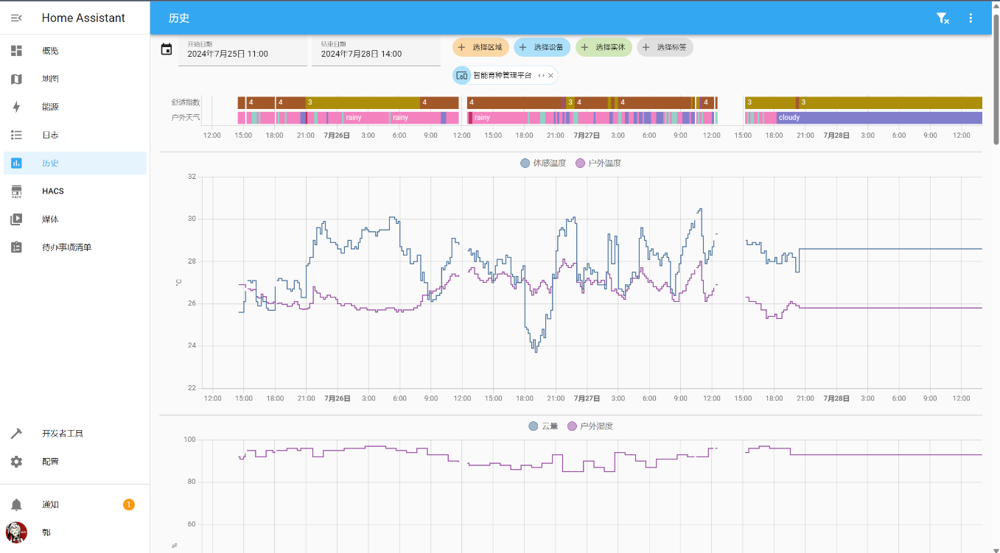 Home Assistant
历史
概览
地图
能源
日志
历史
HACS
媒体
待办事项清单
开发者工具
配置
通知
1
郭
开始日期
2024年7月25日 11:00
结束日期
2024年7月28日 14:00
选择区域
选择设备
选择实体
选择标签
智能育种管理平台
舒适指数
4 4 3 4 4 3 4 4 4 3 3
户外天气
rainy rainy rainy cloudy
12:00 15:00 18:00 21:00 7月26日 3:00 6:00 9:00 12:00 15:00 18:00 21:00 7月27日 3:00 6:00 9:00 12:00 15:00 18:00 21:00 7月28日 3:00 6:00 9:00 12:00
体感温度 户外温度
32
30
28
°C
26
24
22
12:00 15:00 18:00 21:00 7月26日 3:00 6:00 9:00 12:00 15:00 18:00 21:00 7月27日 3:00 6:00 9:00 12:00 15:00 18:00 21:00 7月28日 3:00 6:00 9:00 12:00
云量 户外湿度
100
80
60
%